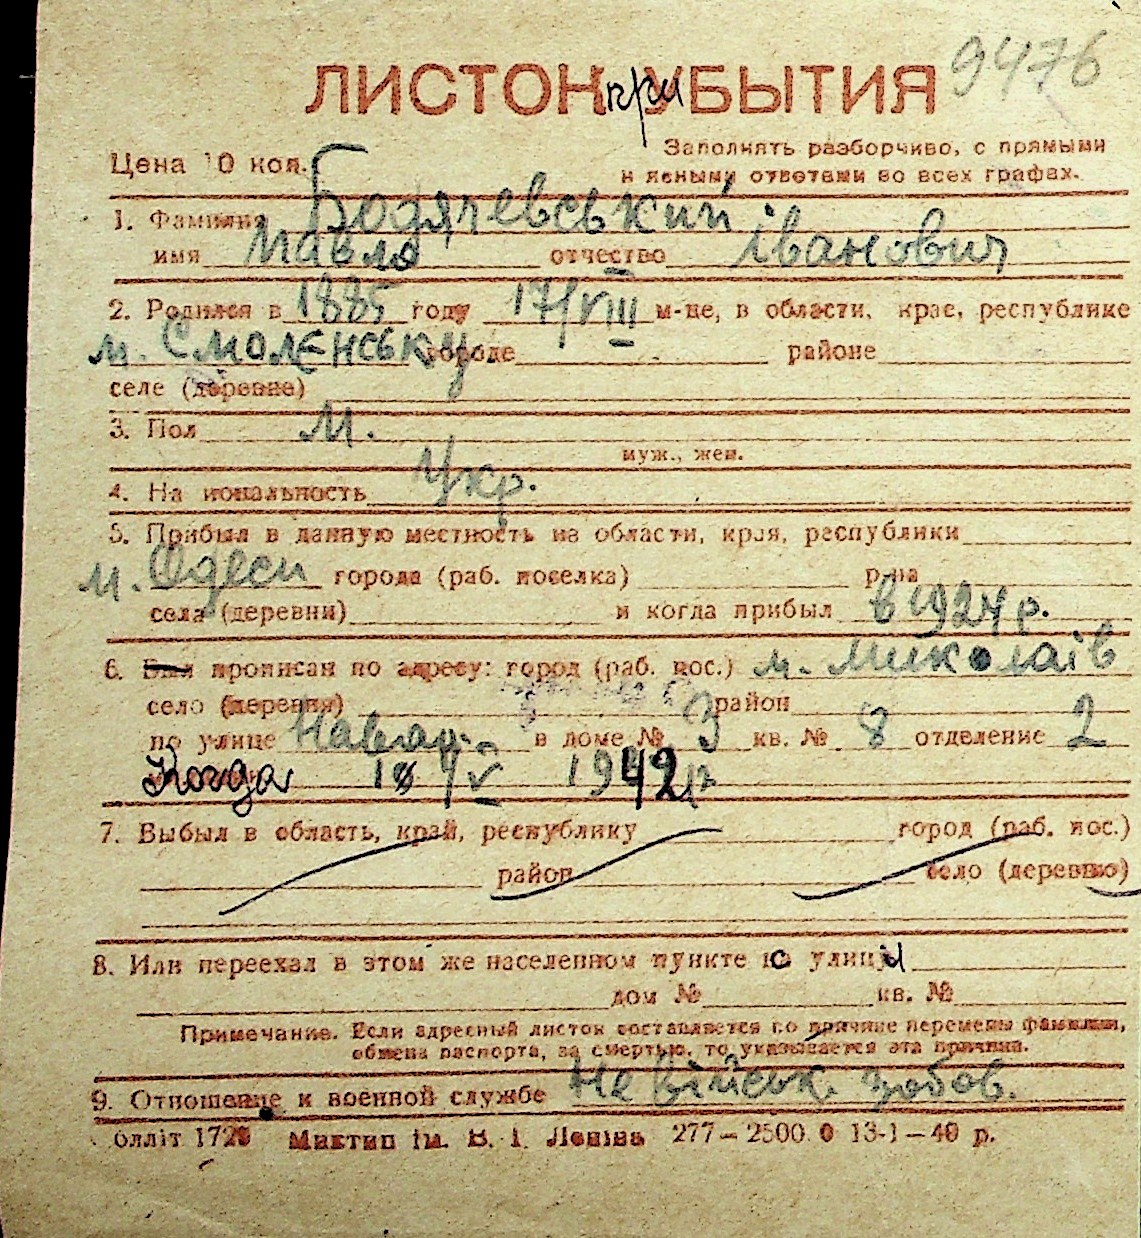 9476
ЛИСТОК при УБЫТИЯ
Цена 10 коп.
Заполнять разборчиво, с прямыми
и ясными ответами во всех графах.
1. Фамилия Бодячевський
имя Павло отчество Іванович
2. Родился в 1885 году 17/VIII м-це, в области, крае, республике
м. Смоленську городе районе
селе (деревне)
3. Пол М.
муж., жен.
4. Национальность Укр.
5. Прибыл в данную местность из области, края, республики
м. Одеси города (раб. поселка) р-на
села (деревни) и когда прибыл в 1924 р.
6. Был прописан по адресу: город (раб. пос.) м. Миколаїв
село (деревня) район
по улице в доме № 3 кв. № 8 отделение 2
Когда 1942 р
7. Выбыл в область, край, республику город (раб. пос.)
район село (деревню)
8. Или переехал в этом же населенном пункте с улицы
дом № кв. №
Примечание. Если адресный листок составляется по причине перемены фамилии,
обмена паспорта, за смертью, то указывается эта причина.
9. Отношение к военной службе Не військ. зобов.
олліт 1728 Миктип ім. В. І. Леніна 277—2500 0 13-1—40 р.